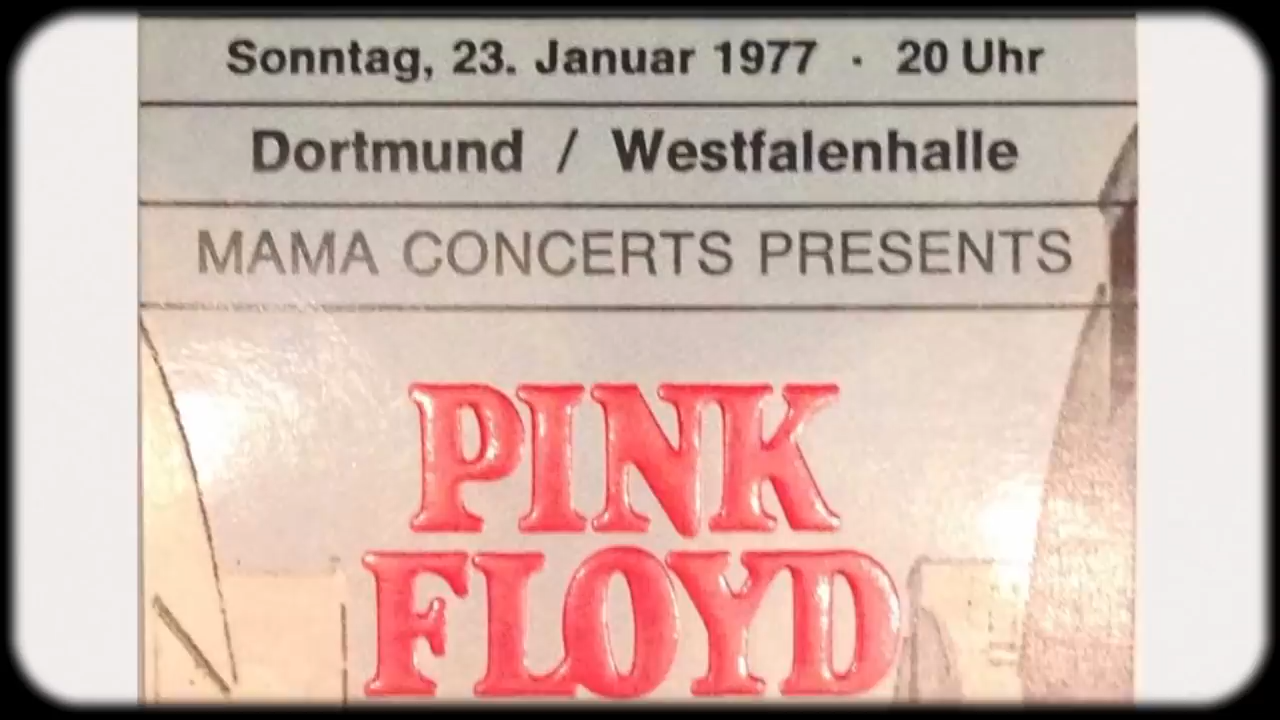 Sonntag, 23. Januar 1977 · 20 Uhr
Dortmund / Westfalenhalle
MAMA CONCERTS PRESENTS
PINK
FLOYD